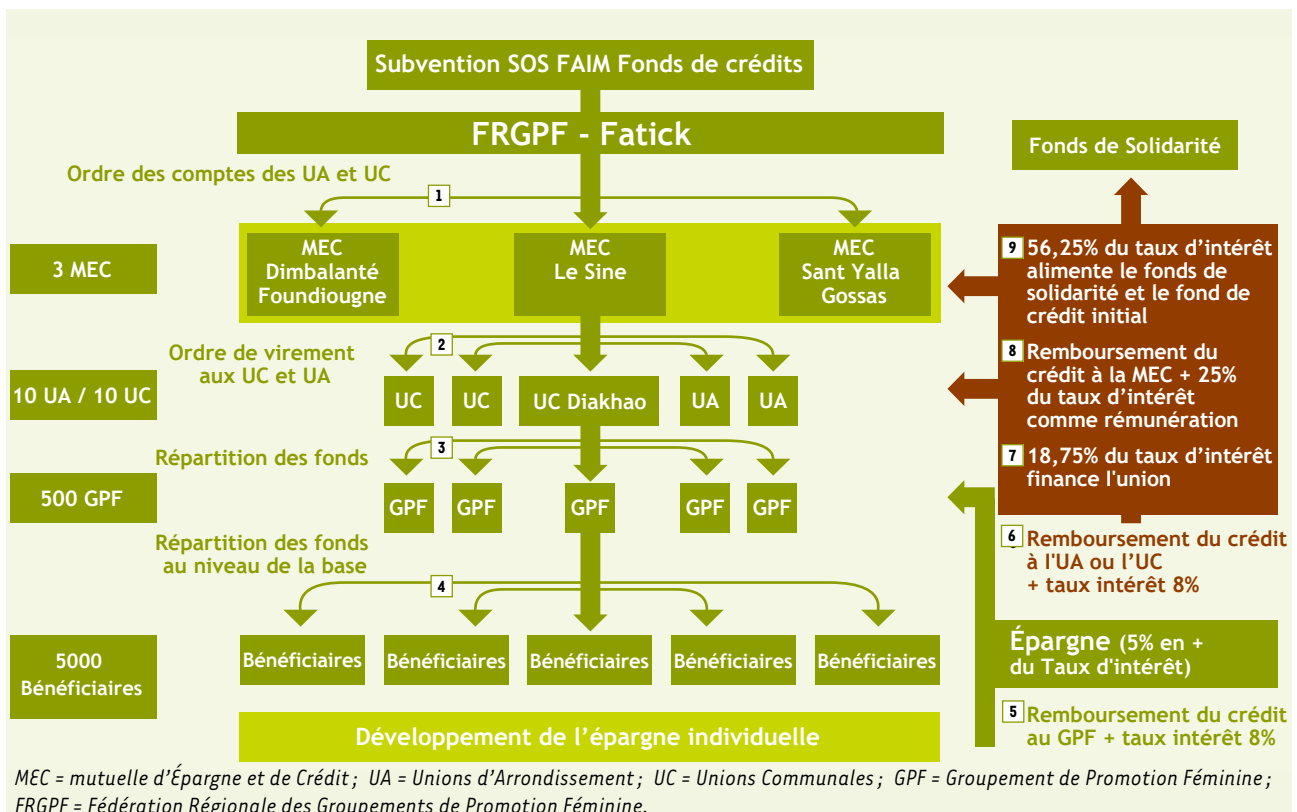 Subvention SOS FAIM Fonds de crédits
FRGPF - Fatick
Fonds de Solidarité
Ordre des comptes des UA et UC
1
3 MEC
MEC
Dimbalanté
Foundiougne
MEC
Le Sine
MEC
Sant Yalla
Gossas
9 56,25% du taux d'intérêt
alimente le fonds de
solidarité et le fond de
crédit initial
Ordre de virement
aux UC et UA
2
8 Remboursement du
crédit à la MEC + 25%
du taux d'intérêt
comme rémunération
10 UA / 10 UC
UC
UC
UC Diakhao
UA
UA
7 18,75% du taux d'intérêt
finance l'union
Répartition des fonds
3
500 GPF
GPF
GPF
GPF
GPF
GPF
6 Remboursement du crédit
à l'UA ou l'UC
+ taux intérêt 8%
Répartition des fonds
au niveau de la base
4
5000
Bénéficiaires
Bénéficiaires
Bénéficiaires
Bénéficiaires
Bénéficiaires
Bénéficiaires
Épargne (5% en +
du Taux d'intérêt)
5 Remboursement du crédit
au GPF + taux intérêt 8%
Développement de l'épargne individuelle
MEC = mutuelle d'Épargne et de Crédit ; UA = Unions d'Arrondissement ; UC = Unions Communales ; GPF = Groupement de Promotion Féminine ;
FRGPF = Fédération Régionale des Groupements de Promotion Féminine.